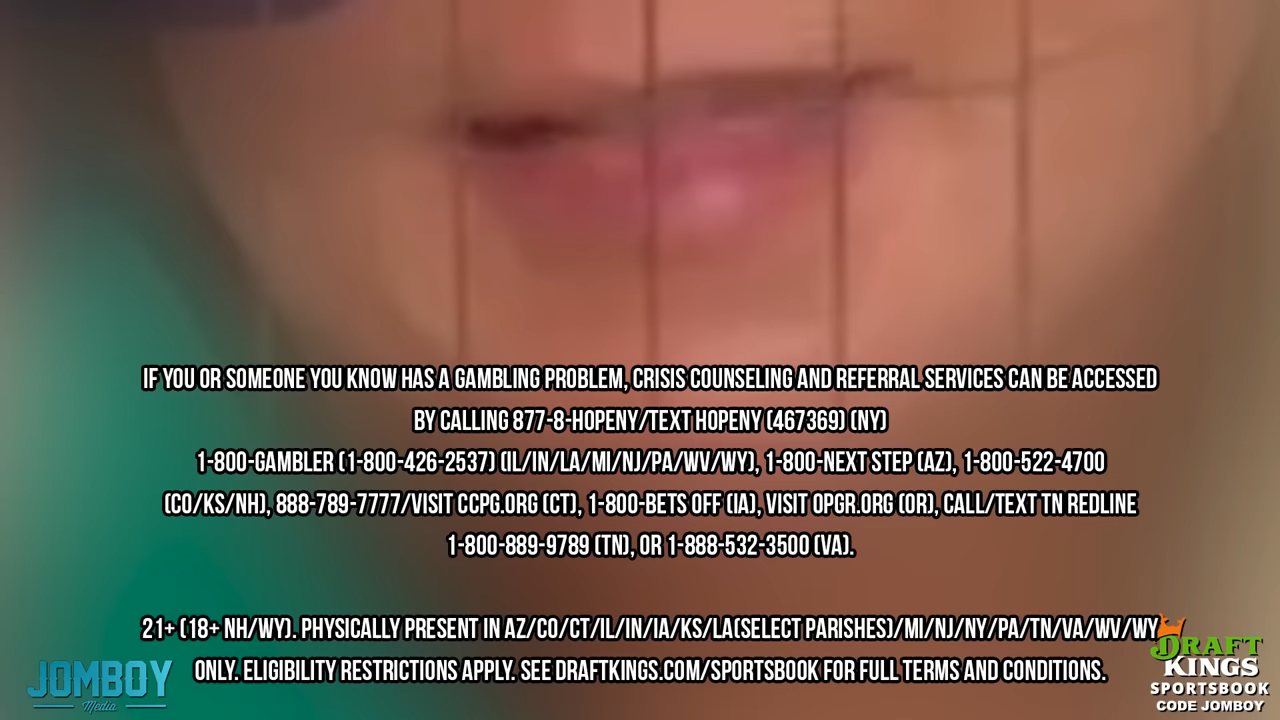 IF YOU OR SOMEONE YOU KNOW HAS A GAMBLING PROBLEM, CRISIS COUNSELING AND REFERRAL SERVICES CAN BE ACCESSED
BY CALLING 877-8-HOPENY/TEXT HOPENY (467369) (NY)
1-800-GAMBLER (1-800-426-2537) (IL/IN/LA/MI/NJ/PA/WV/WY), 1-800-NEXT STEP (AZ), 1-800-522-4700
(CO/KS/NH), 888-789-7777/VISIT CCPG.ORG (CT), 1-800-BETS OFF (IA), VISIT OPGR.ORG (OR), CALL/TEXT TN REDLINE
1-800-889-9789 (TN), OR 1-888-532-3500 (VA).
21+ (18+ NH/WY). PHYSICALLY PRESENT IN AZ/CO/CT/IL/IN/IA/KS/LA(SELECT PARISHES)/MI/NJ/NY/PA/TN/VA/WV/WY
ONLY. ELIGIBILITY RESTRICTIONS APPLY. SEE DRAFTKINGS.COM/SPORTSBOOK FOR FULL TERMS AND CONDITIONS.
JOMBOY
Media
DRAFT
KINGS
SPORTSBOOK
CODE JOMBOY